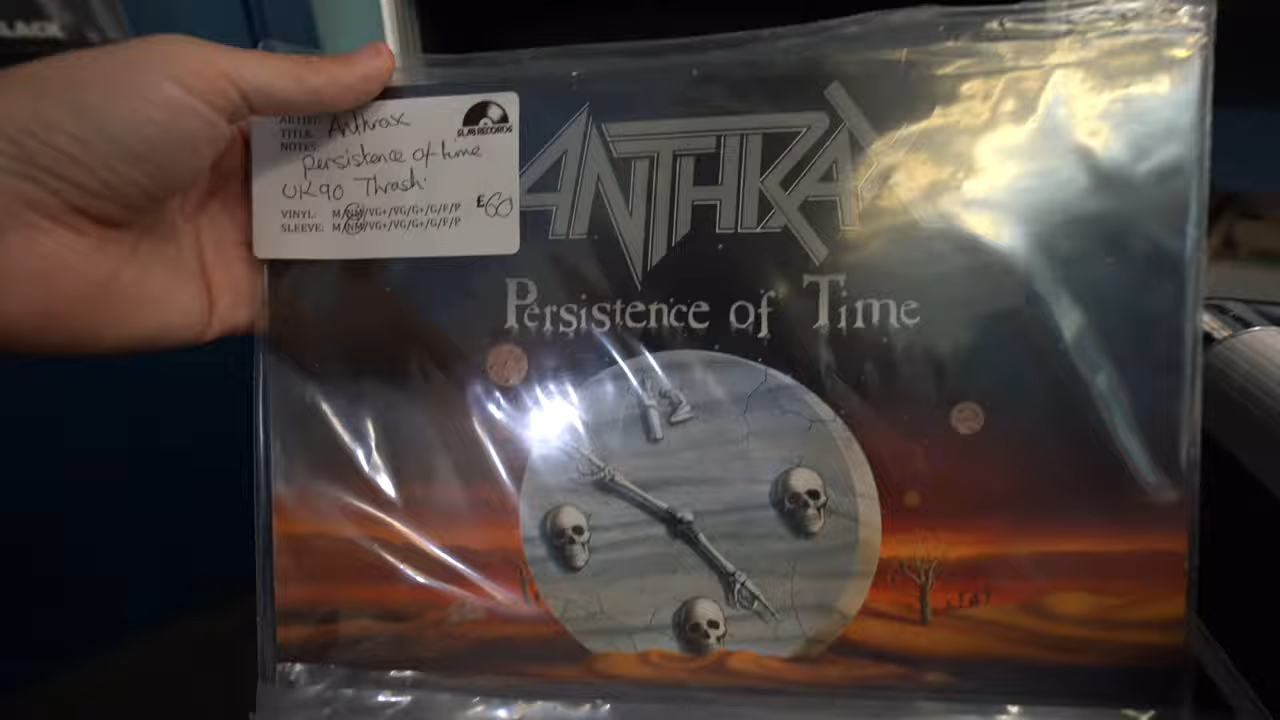 BLACK
ARTIST: Anthrax
TITLE:
NOTES: Persistence of time
UK90 Thrash.
£60
VINYL: M/NM/VG+/VG/G+/G/F/P
SLEEVE: M/NM/VG+/VG/G+/G/F/P
SLAB RECORDS
ANTHRAX
Persistence of Time
12